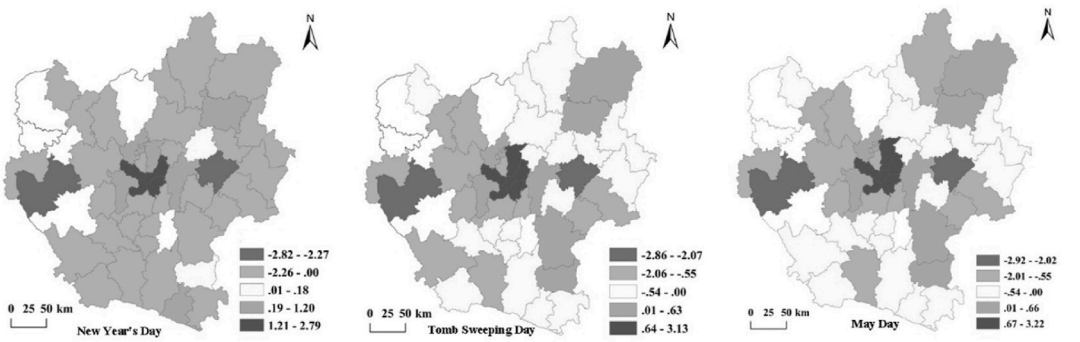 N
-2.82 - -2.27
-2.26 - .00
.01 - .18
.19 - 1.20
1.21 - 2.79
0 25 50 km
New Year's Day
N
-2.86 - -2.07
-2.06 - -.55
-.54 - .00
.01 - .63
.64 - 3.13
0 25 50 km
Tomb Sweeping Day
N
-2.92 - -2.02
-2.01 - -.55
-.54 - .00
.01 - .66
.67 - 3.22
0 25 50 km
May Day